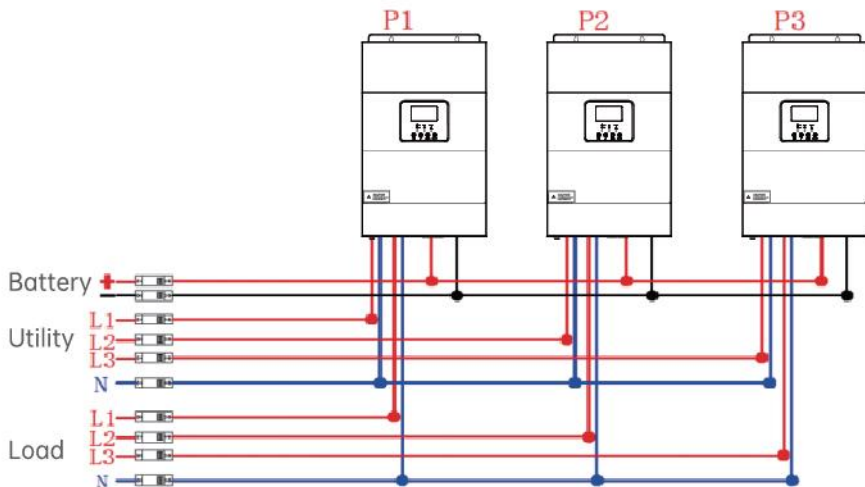 P1 P2 P3
Battery + −
Utility L1
L2
L3
N
Load L1
L2
L3
N